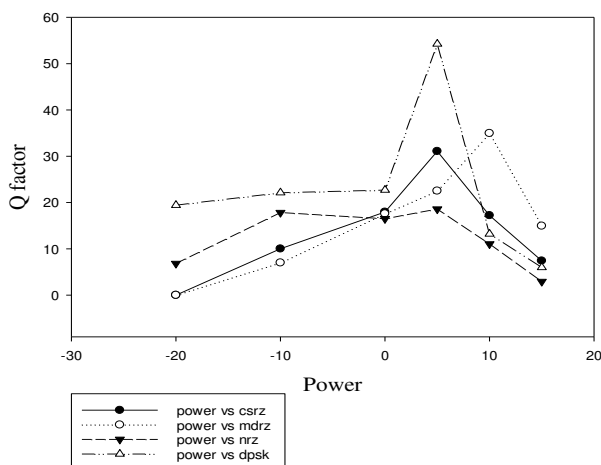 60
50
40
30
20
10
0
Q factor
-30 -20 -10 0 10 20
Power
power vs csrz
power vs mdrz
power vs nrz
power vs dpsk